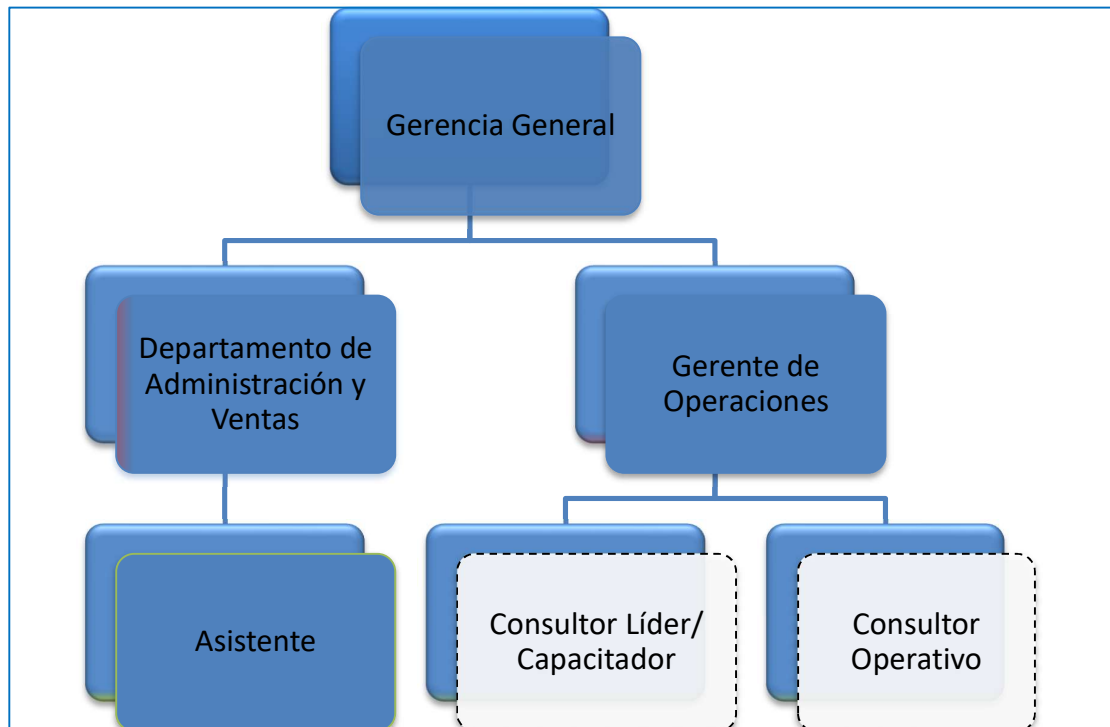 Gerencia General
Departamento de
Administración y
Ventas
Gerente de
Operaciones
Asistente
Consultor Líder/
Capacitador
Consultor
Operativo